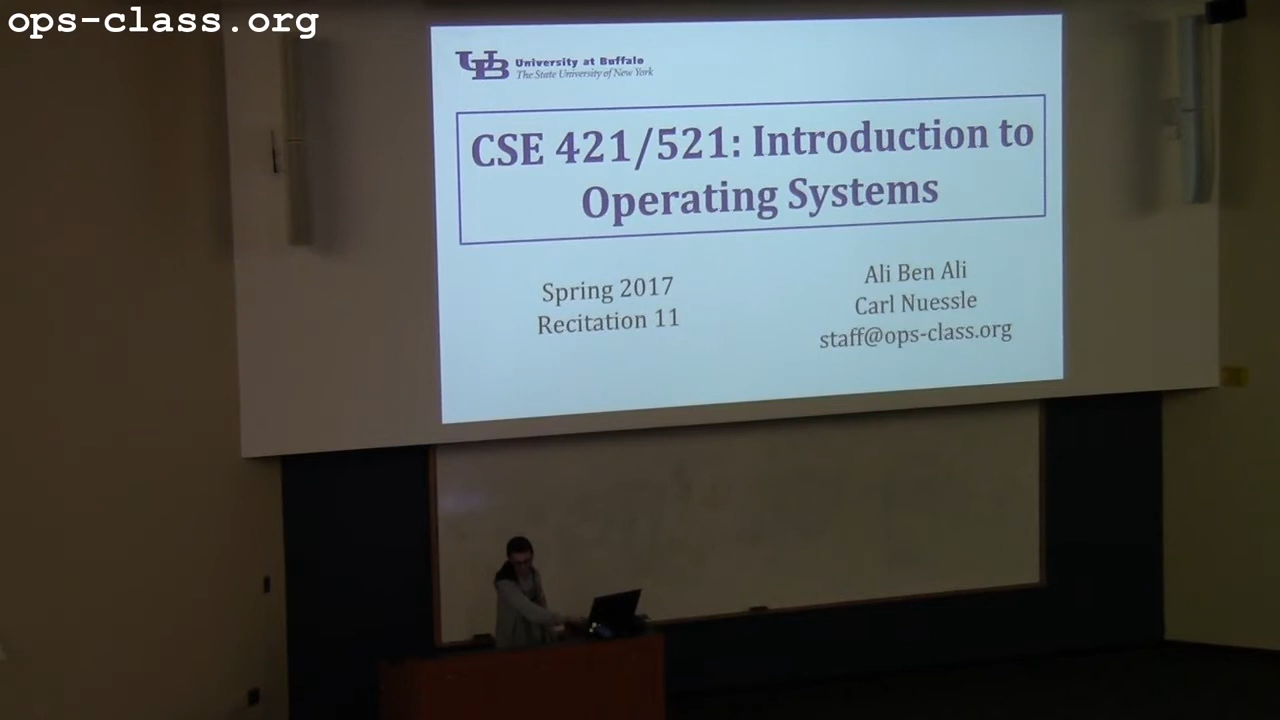 ops-class.org
UB University at Buffalo
The State University of New York
CSE 421/521: Introduction to
Operating Systems
Spring 2017
Recitation 11
Ali Ben Ali
Carl Nuessle
staff@ops-class.org